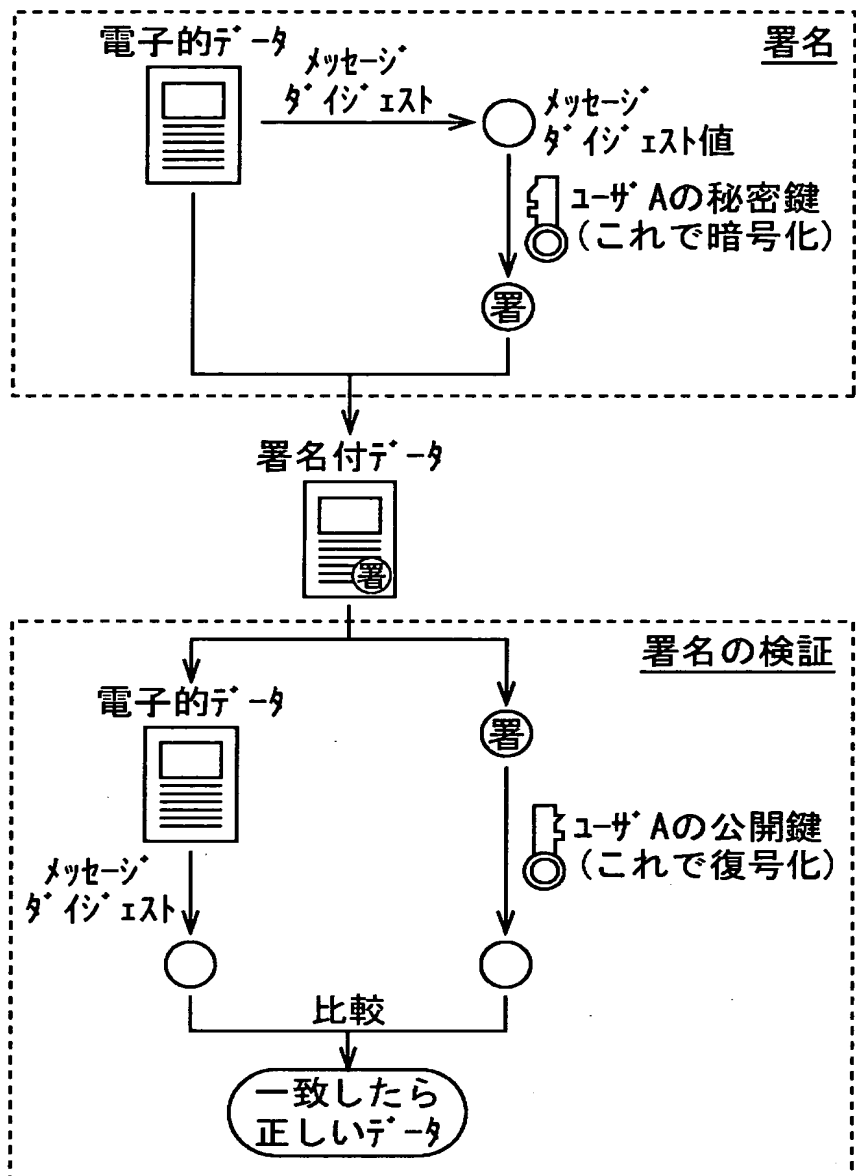 電子的ﾃﾞｰﾀ
署名
ﾒｯｾｰｼﾞ
ﾀﾞｲｼﾞｪｽﾄ
ﾒｯｾｰｼﾞ
ﾀﾞｲｼﾞｪｽﾄ値
ﾕｰｻﾞAの秘密鍵
(これで暗号化)
署
署名付ﾃﾞｰﾀ
署
署名の検証
電子的ﾃﾞｰﾀ
署
ﾕｰｻﾞAの公開鍵
(これで復号化)
ﾒｯｾｰｼﾞ
ﾀﾞｲｼﾞｪｽﾄ
比較
一致したら
正しいﾃﾞｰﾀ